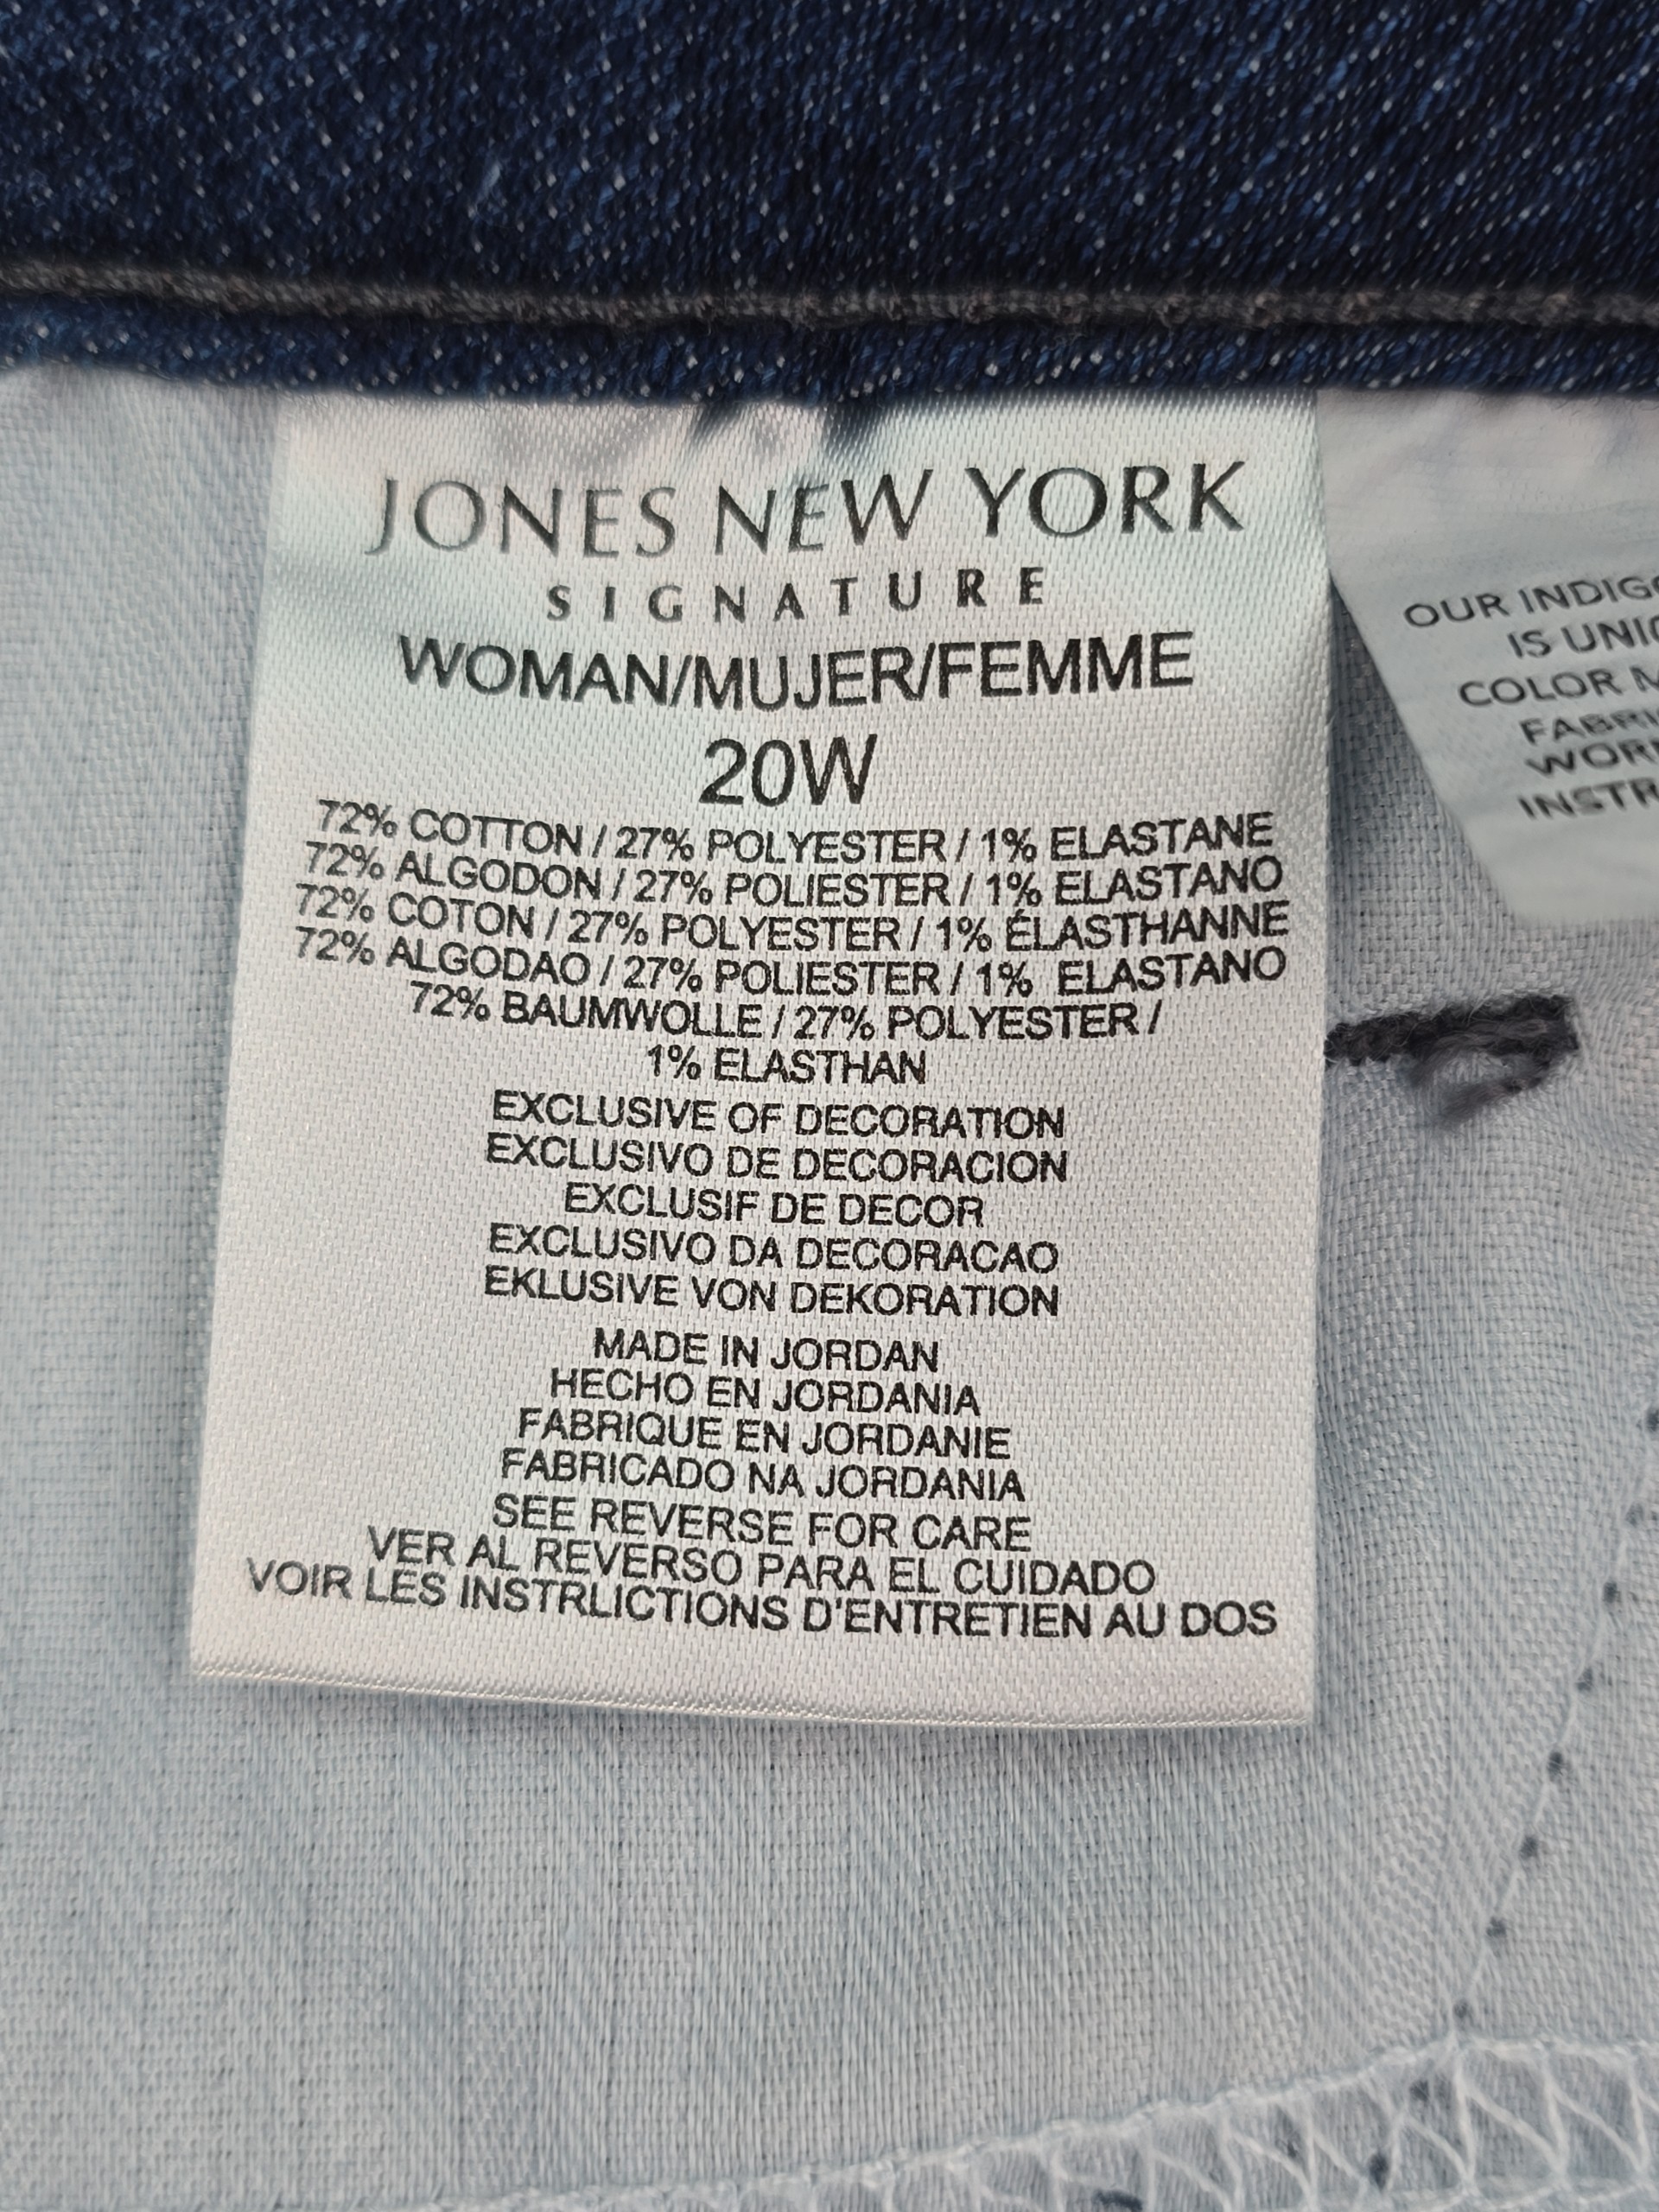 JONES NEW YORK
SIGNATURE
WOMAN/MUJER/FEMME
20W
72% COTTON / 27% POLYESTER / 1% ELASTANE
72% ALGODON / 27% POLIESTER / 1% ELASTANO
72% COTON / 27% POLYESTER / 1% ÉLASTHANNE
72% ALGODAO / 27% POLIESTER / 1% ELASTANO
72% BAUMWOLLE / 27% POLYESTER /
1% ELASTHAN
EXCLUSIVE OF DECORATION
EXCLUSIVO DE DECORACION
EXCLUSIF DE DECOR
EXCLUSIVO DA DECORACAO
EKLUSIVE VON DEKORATION
MADE IN JORDAN
HECHO EN JORDANIA
FABRIQUE EN JORDANIE
FABRICADO NA JORDANIA
SEE REVERSE FOR CARE
VER AL REVERSO PARA EL CUIDADO
VOIR LES INSTRLICTIONS D'ENTRETIEN AU DOS
OUR
IS
COLOR